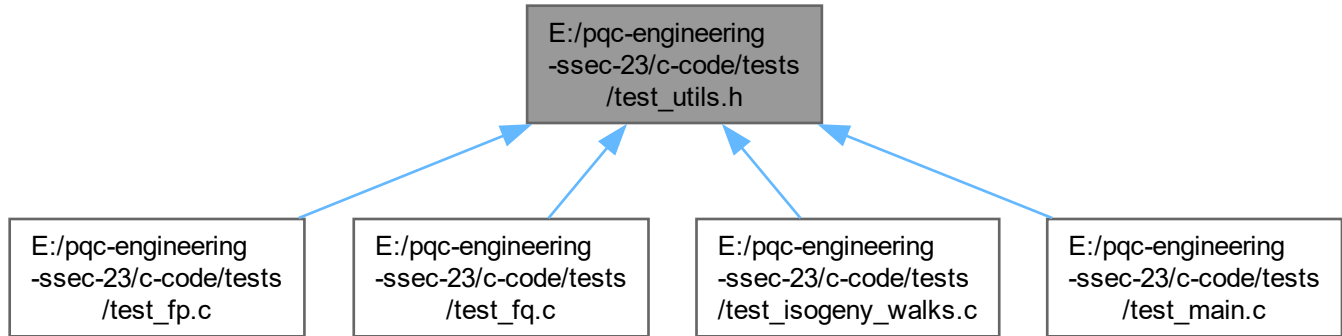 E:/pqc-engineering
-ssec-23/c-code/tests
/test_utils.h
E:/pqc-engineering
-ssec-23/c-code/tests
/test_fp.c
E:/pqc-engineering
-ssec-23/c-code/tests
/test_fq.c
E:/pqc-engineering
-ssec-23/c-code/tests
/test_isogeny_walks.c
E:/pqc-engineering
-ssec-23/c-code/tests
/test_main.c